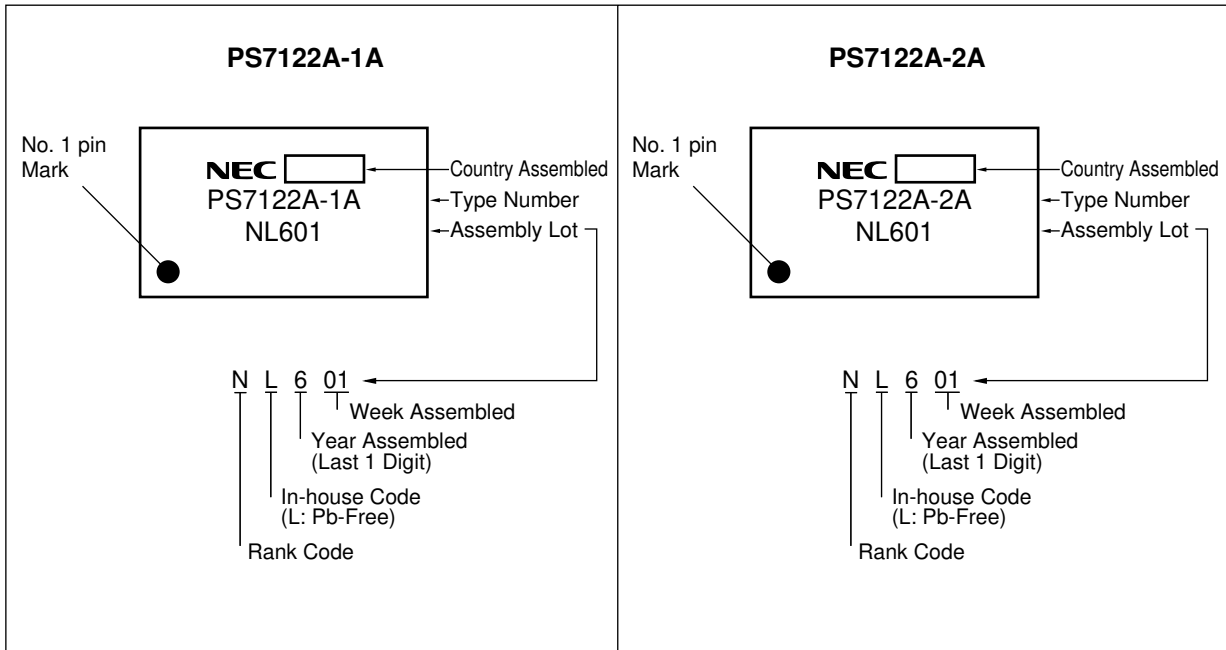 PS7122A-1A
No. 1 pin
Mark
NEC
Country Assembled
PS7122A-1A
Type Number
NL601
Assembly Lot
N L 6 01
Week Assembled
Year Assembled
(Last 1 Digit)
In-house Code
(L: Pb-Free)
Rank Code
PS7122A-2A
No. 1 pin
Mark
NEC
Country Assembled
PS7122A-2A
Type Number
NL601
Assembly Lot
N L 6 01
Week Assembled
Year Assembled
(Last 1 Digit)
In-house Code
(L: Pb-Free)
Rank Code